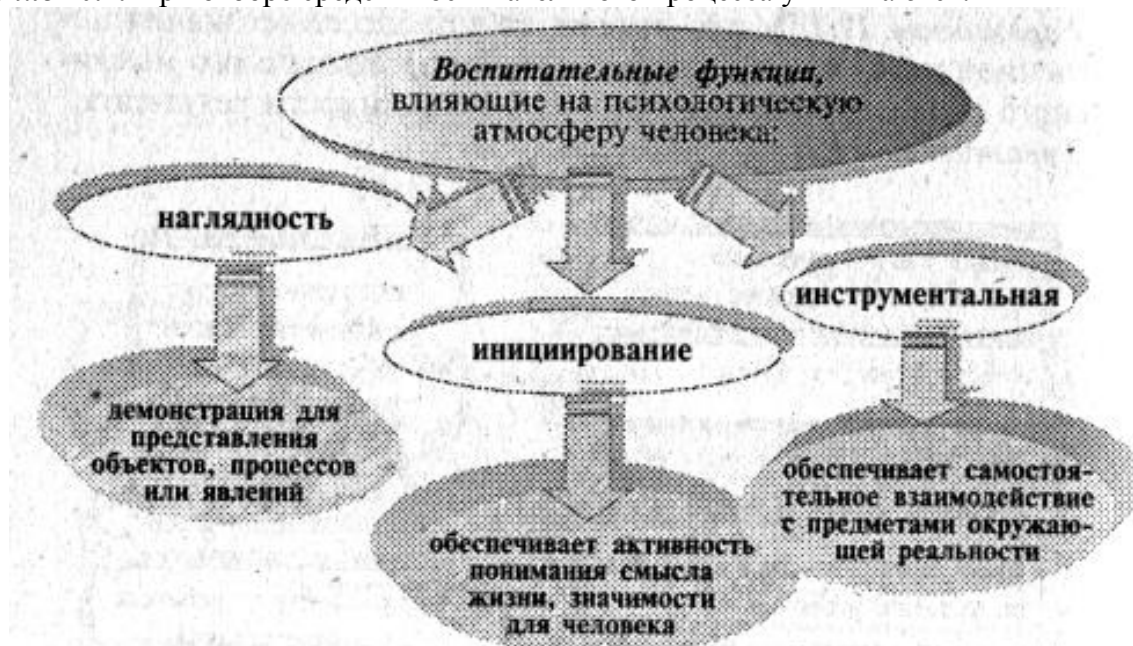 Воспитательные функции,
влияющие на психологическую
атмосферу человека:
наглядность
инструментальная
инициирование
демонстрация для
представления
объектов, процессов
или явлений
обеспечивает самостоя-
тельное взаимодействие
с предметами окружаю-
щей реальности
обеспечивает активность
понимания смысла
жизни, значимости
для человека